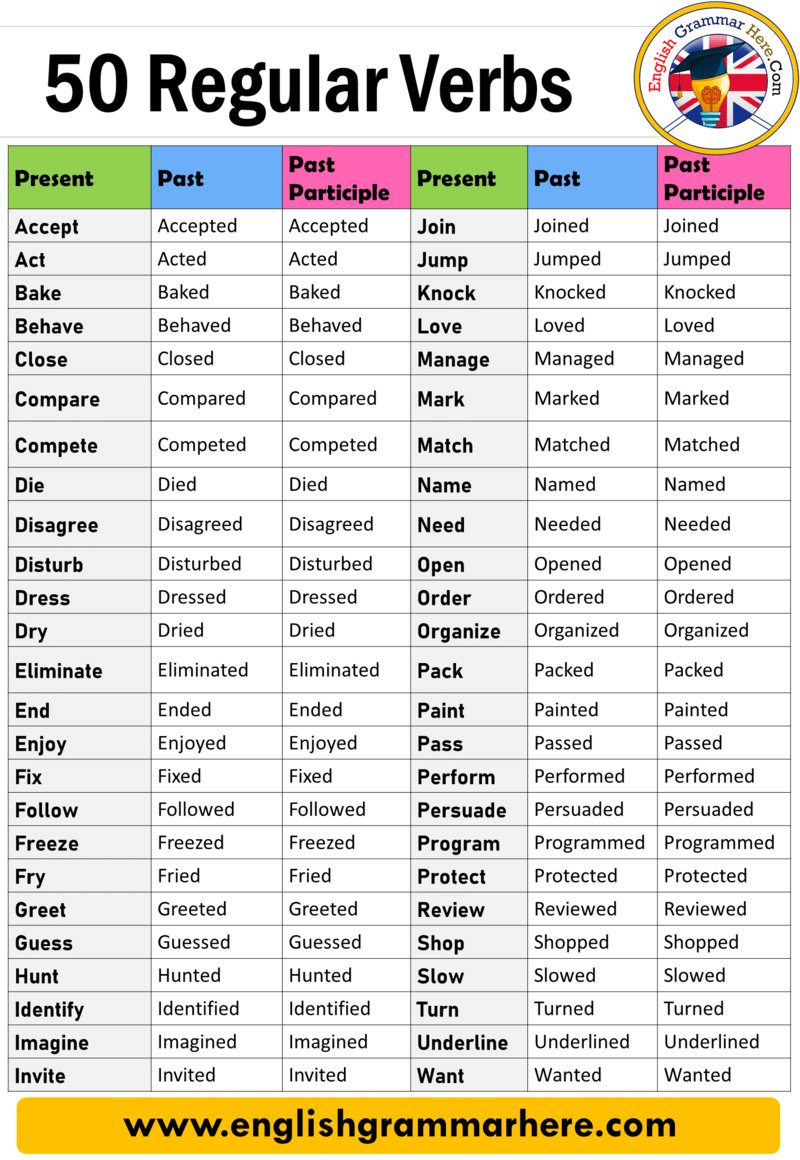 50 Regular Verbs
English Grammar Here.Com
Present Past Past Participle Present Past Past Participle
Accept Accepted Accepted Join Joined Joined
Act Acted Acted Jump Jumped Jumped
Bake Baked Baked Knock Knocked Knocked
Behave Behaved Behaved Love Loved Loved
Close Closed Closed Manage Managed Managed
Compare Compared Compared Mark Marked Marked
Compete Competed Competed Match Matched Matched
Die Died Died Name Named Named
Disagree Disagreed Disagreed Need Needed Needed
Disturb Disturbed Disturbed Open Opened Opened
Dress Dressed Dressed Order Ordered Ordered
Dry Dried Dried Organize Organized Organized
Eliminate Eliminated Eliminated Pack Packed Packed
End Ended Ended Paint Painted Painted
Enjoy Enjoyed Enjoyed Pass Passed Passed
Fix Fixed Fixed Perform Performed Performed
Follow Followed Followed Persuade Persuaded Persuaded
Freeze Freezed Freezed Program Programmed Programmed
Fry Fried Fried Protect Protected Protected
Greet Greeted Greeted Review Reviewed Reviewed
Guess Guessed Guessed Shop Shopped Shopped
Hunt Hunted Hunted Slow Slowed Slowed
Identify Identified Identified Turn Turned Turned
Imagine Imagined Imagined Underline Underlined Underlined
Invite Invited Invited Want Wanted Wanted
www.englishgrammarhere.com